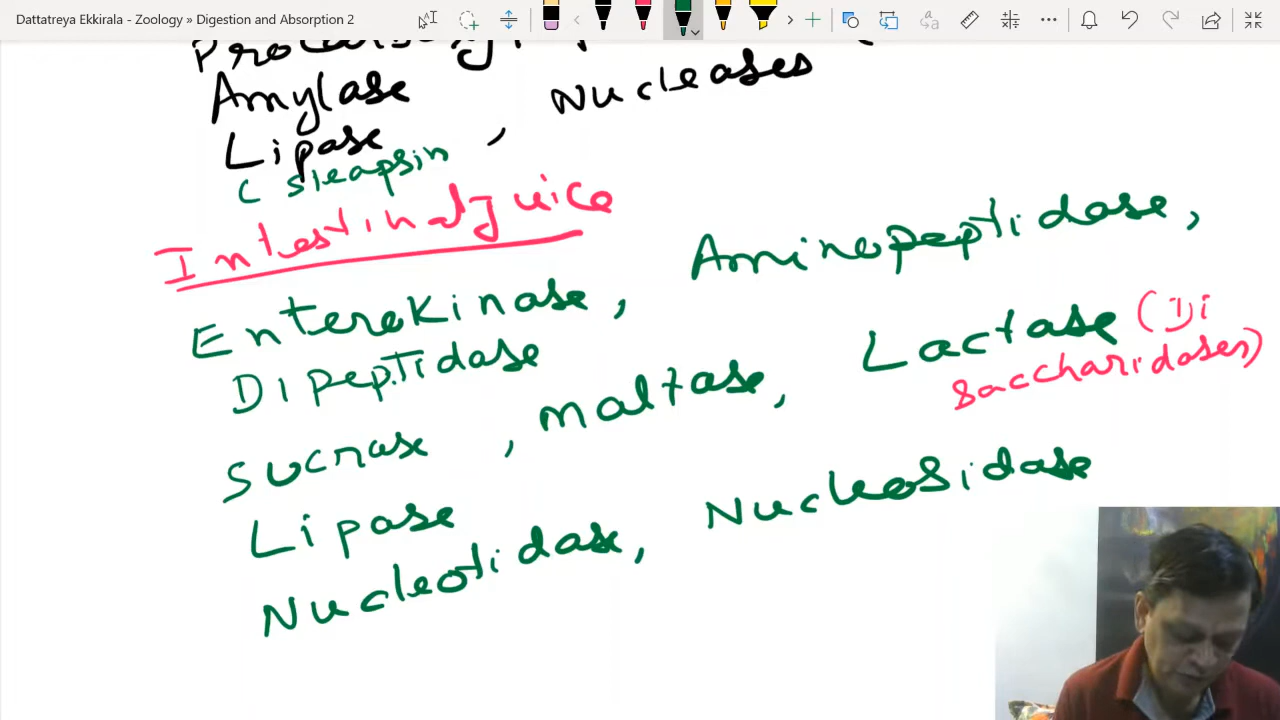 Dattatreya Ekkirala - Zoology » Digestion and Absorption 2
Amylase
Lipase , Nucleases
( steapsin
Intestinal Juice
Enterokinase, Aminopeptidase,
Dipeptidase
Sucrase , maltase, Lactase (Di
saccharidases)
Lipase
Nucleotidase, Nucleosidase